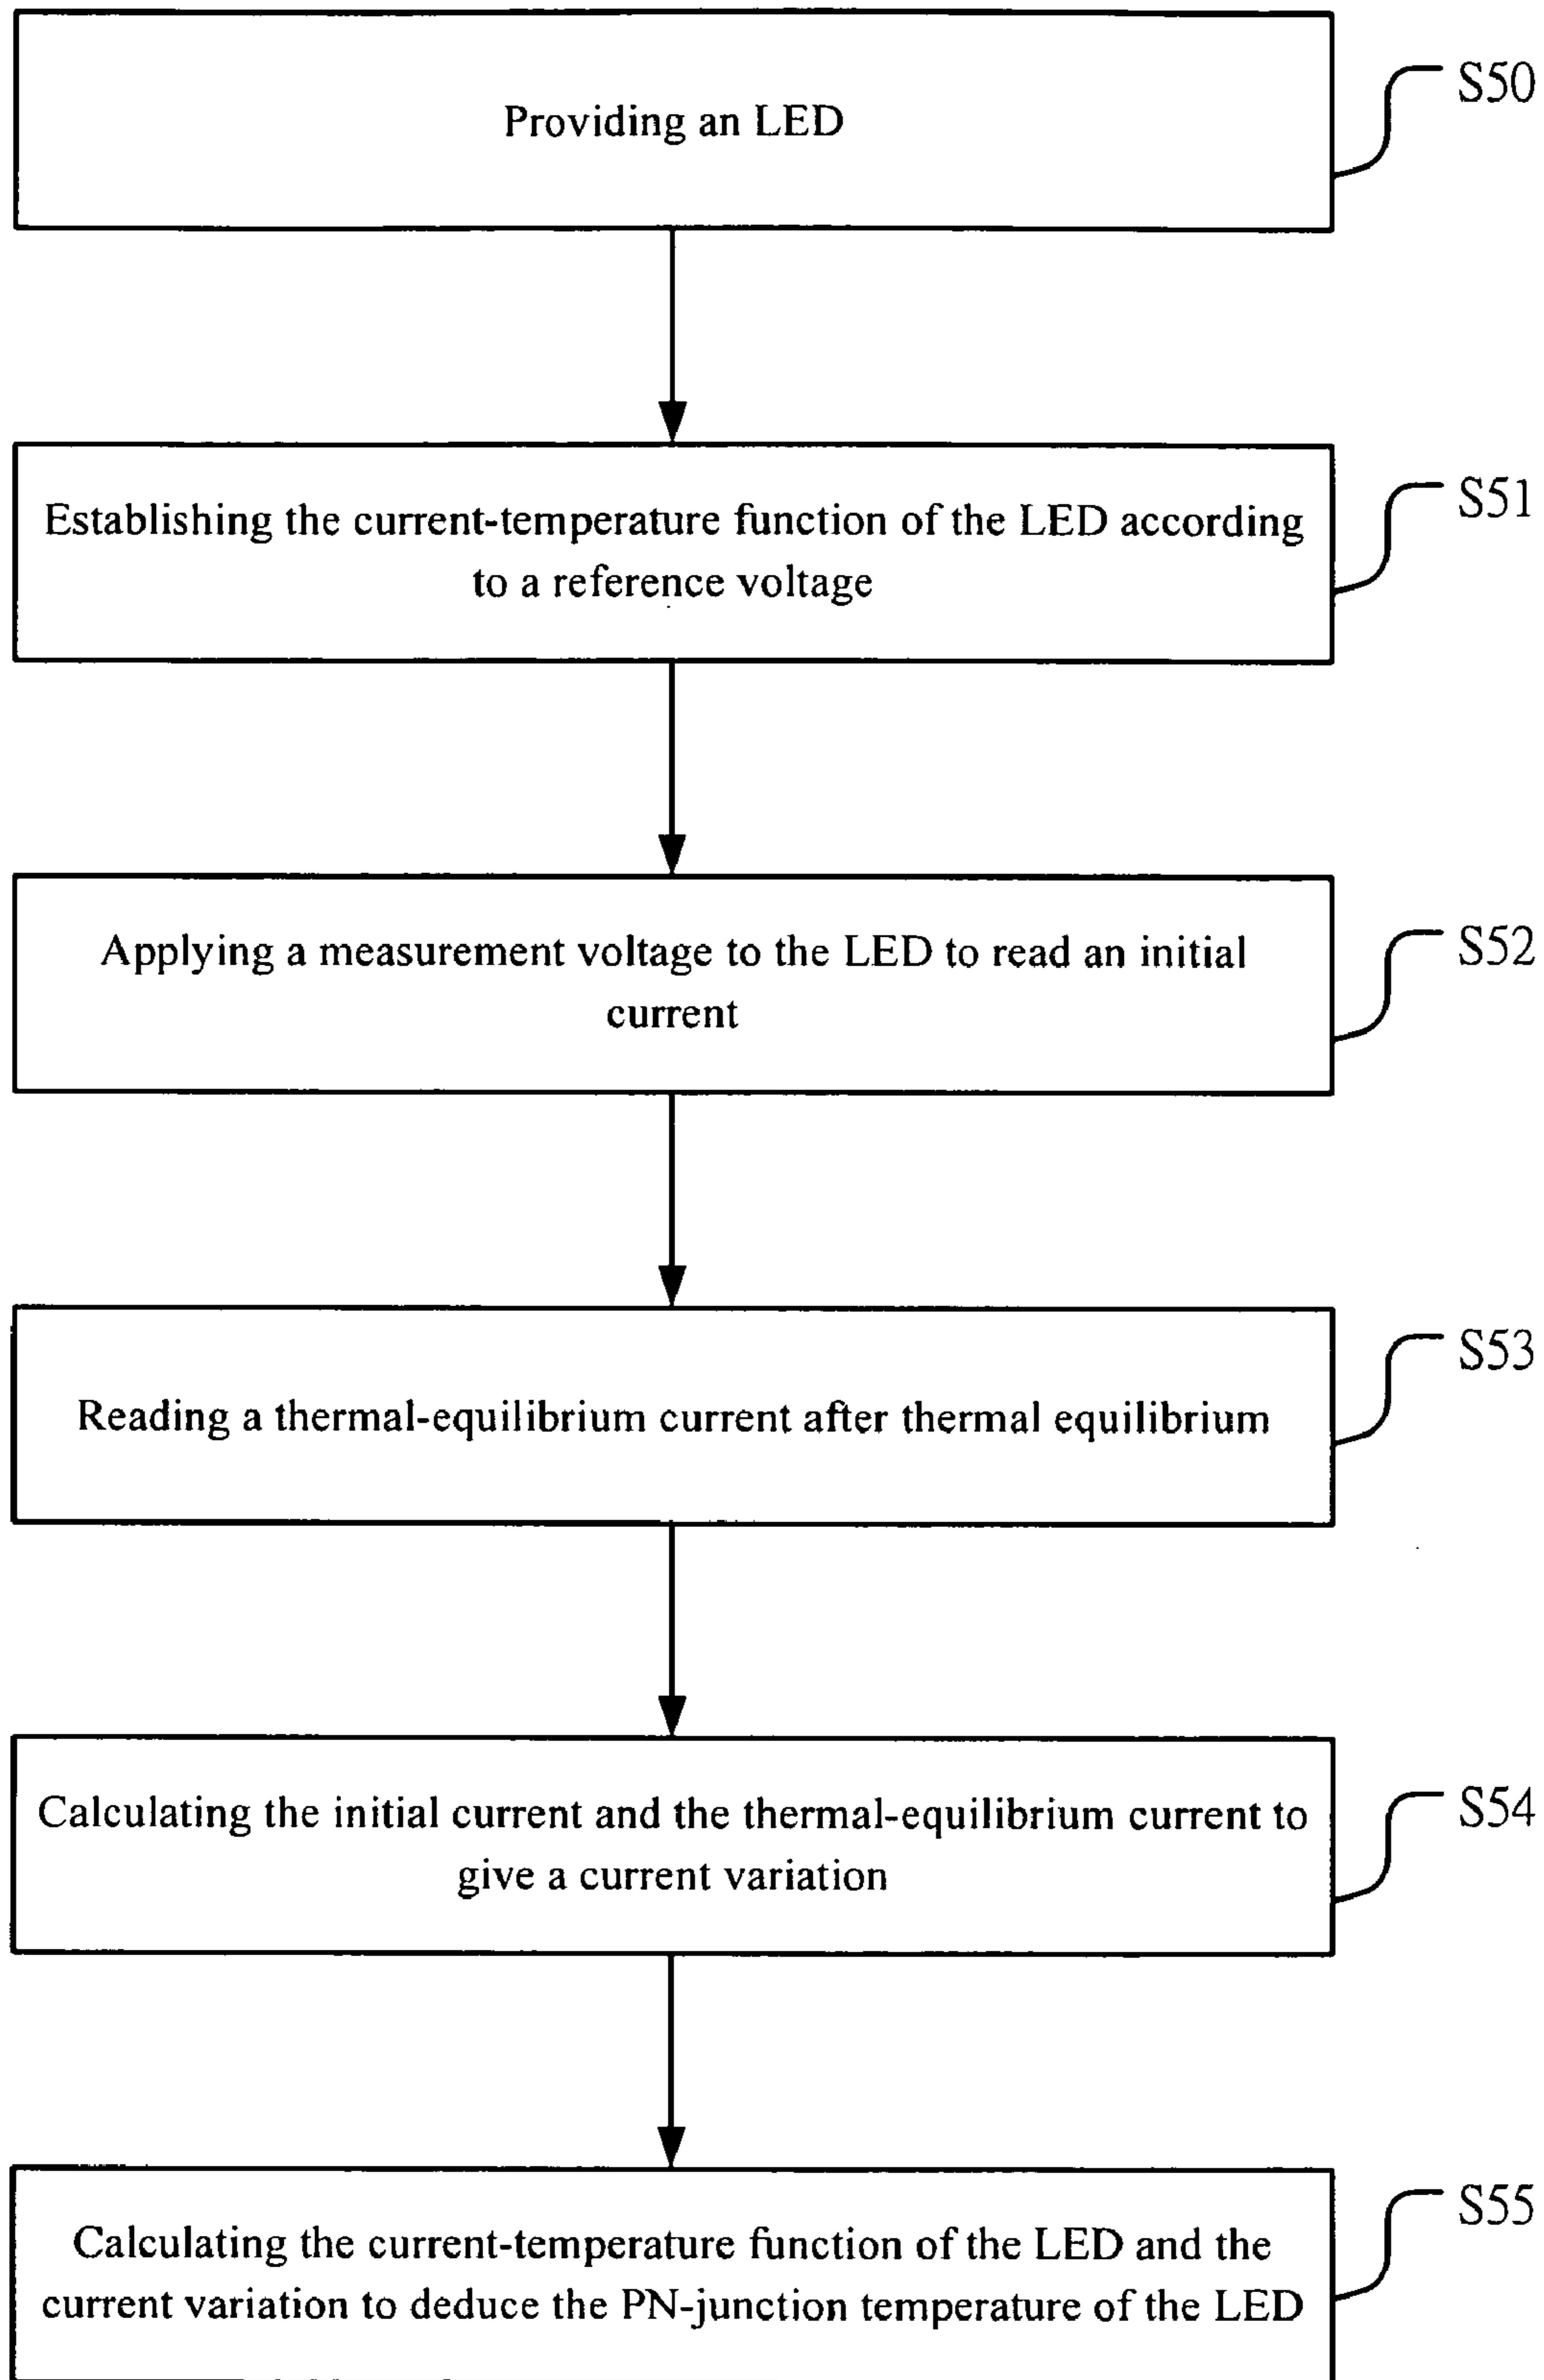 Providing an LED
S50
Establishing the current-temperature function of the LED according
to a reference voltage
S51
Applying a measurement voltage to the LED to read an initial
current
S52
Reading a thermal-equilibrium current after thermal equilibrium
S53
Calculating the initial current and the thermal-equilibrium current to
give a current variation
S54
Calculating the current-temperature function of the LED and the
current variation to deduce the PN-junction temperature of the LED
S55